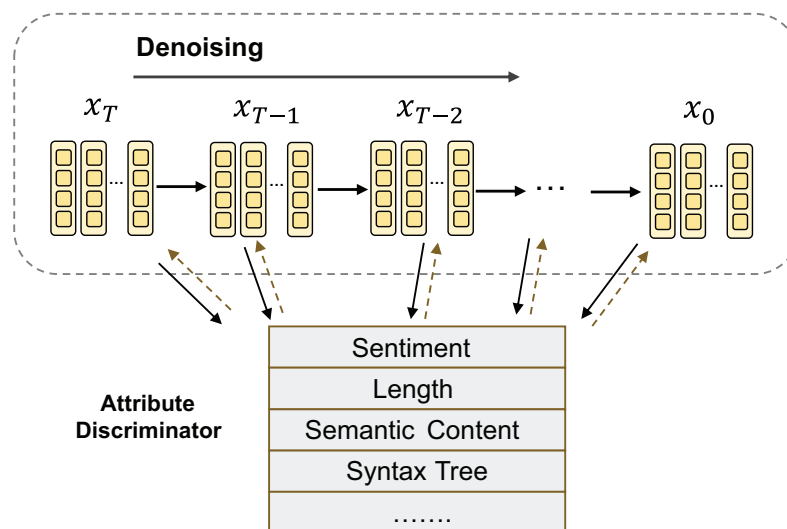 Denoising
x_T x_{T-1} x_{T-2} x_0
... ... ... ... ...
Sentiment
Length
Attribute
Discriminator
Semantic Content
Syntax Tree
.......